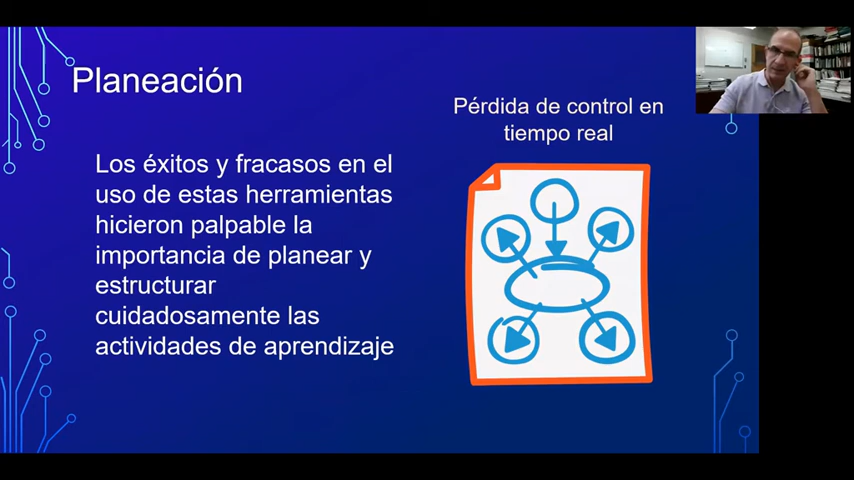 Planeación
Pérdida de control en
tiempo real
Los éxitos y fracasos en el
uso de estas herramientas
hicieron palpable la
importancia de planear y
estructurar
cuidadosamente las
actividades de aprendizaje